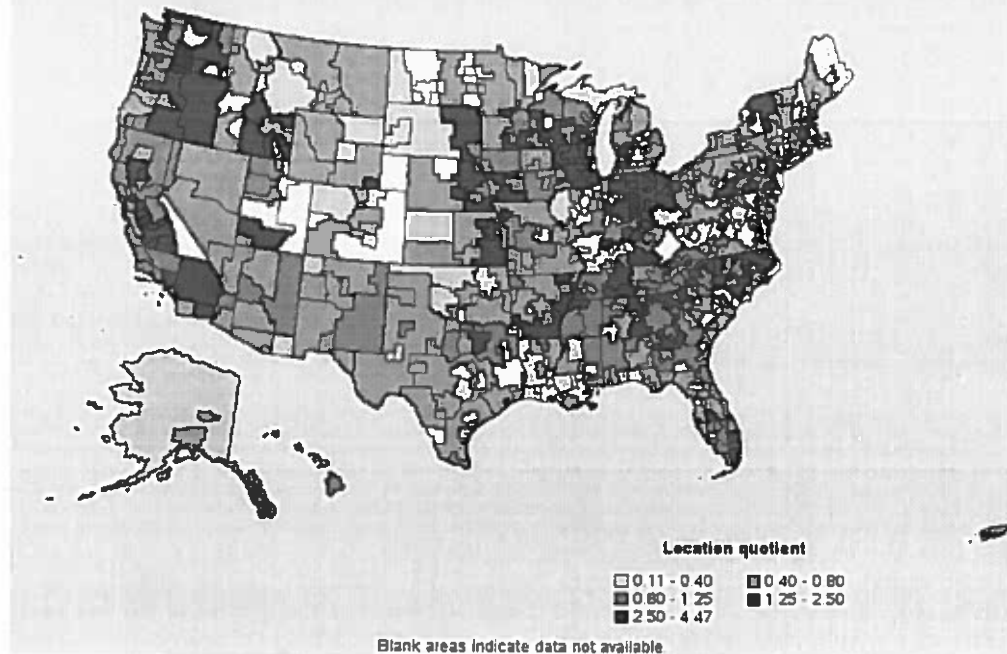 Location quotient
0.11 - 0.40 0.40 - 0.80
0.80 - 1.25 1.25 - 2.50
2.50 - 4.47
Blank areas indicate data not available.